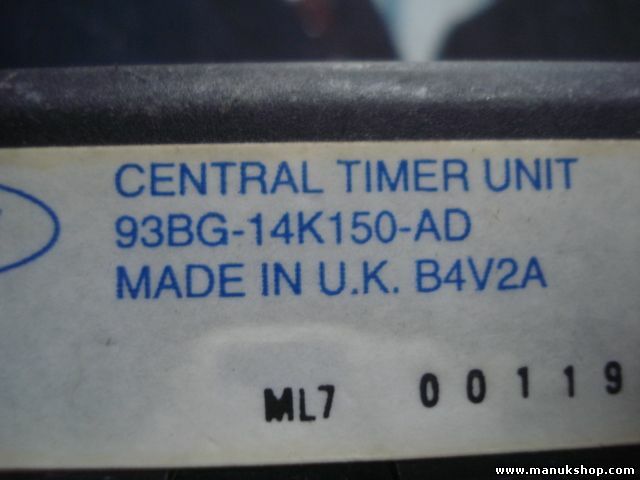 CENTRAL TIMER UNIT
93BG-14K150-AD
MADE IN U.K. B4V2A
ML7 00119
www.manukshop.com